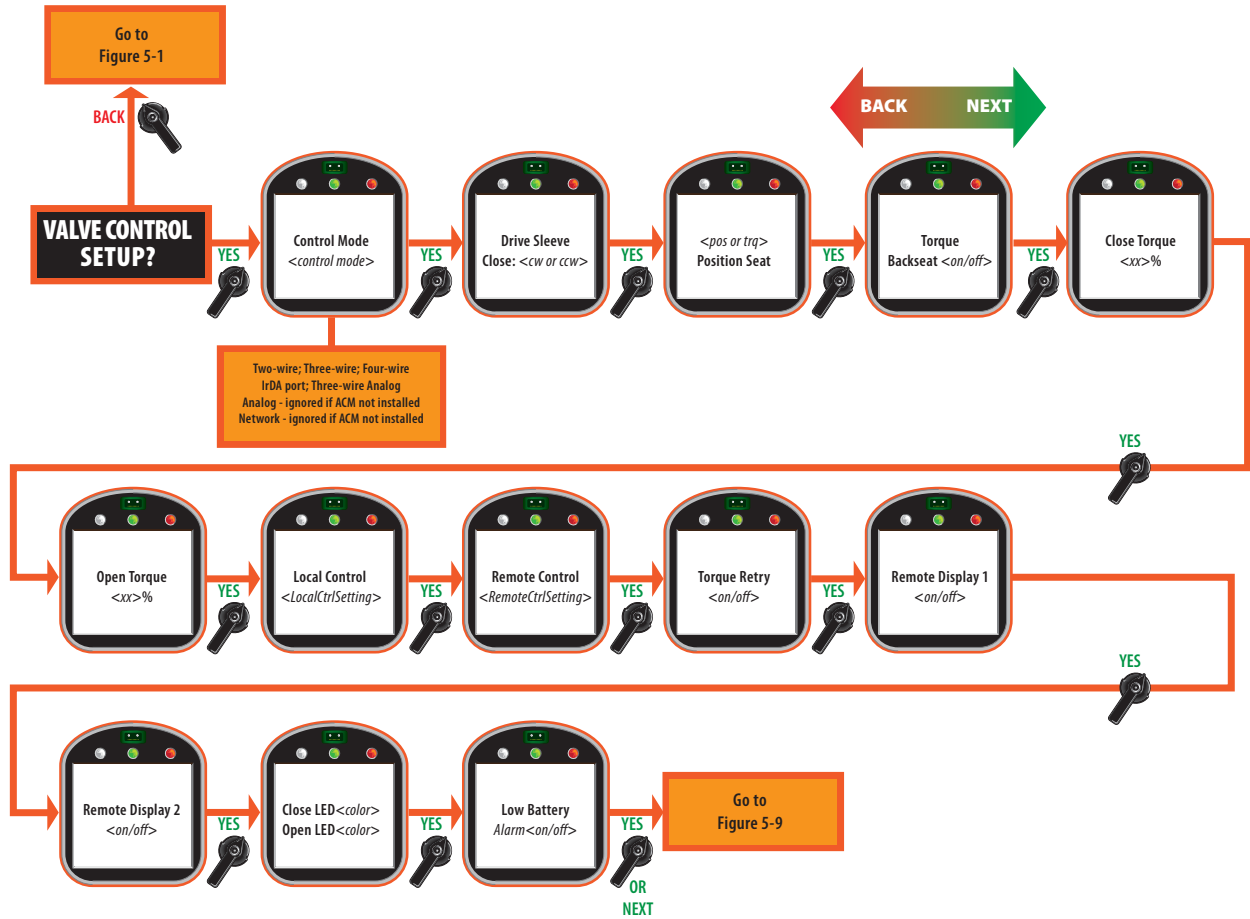 Go to
Figure 5-1
BACK
BACK NEXT
VALVE CONTROL
SETUP?
YES
Control Mode
<control mode>
YES
Drive Sleeve
Close: <cw or ccw>
YES
<pos or trq>
Position Seat
YES
Torque
Backseat <on/off>
YES
Close Torque
<xx>%
Two-wire; Three-wire; Four-wire
IrDA port; Three-wire Analog
Analog - ignored if ACM not installed
Network - ignored if ACM not installed
YES
Open Torque
<xx>%
YES
Local Control
<LocalCtrlSetting>
YES
Remote Control
<RemoteCtrlSetting>
YES
Torque Retry
<on/off>
YES
Remote Display 1
<on/off>
YES
Remote Display 2
<on/off>
YES
Close LED<color>
Open LED<color>
YES
Low Battery
Alarm<on/off>
YES
OR
NEXT
Go to
Figure 5-9